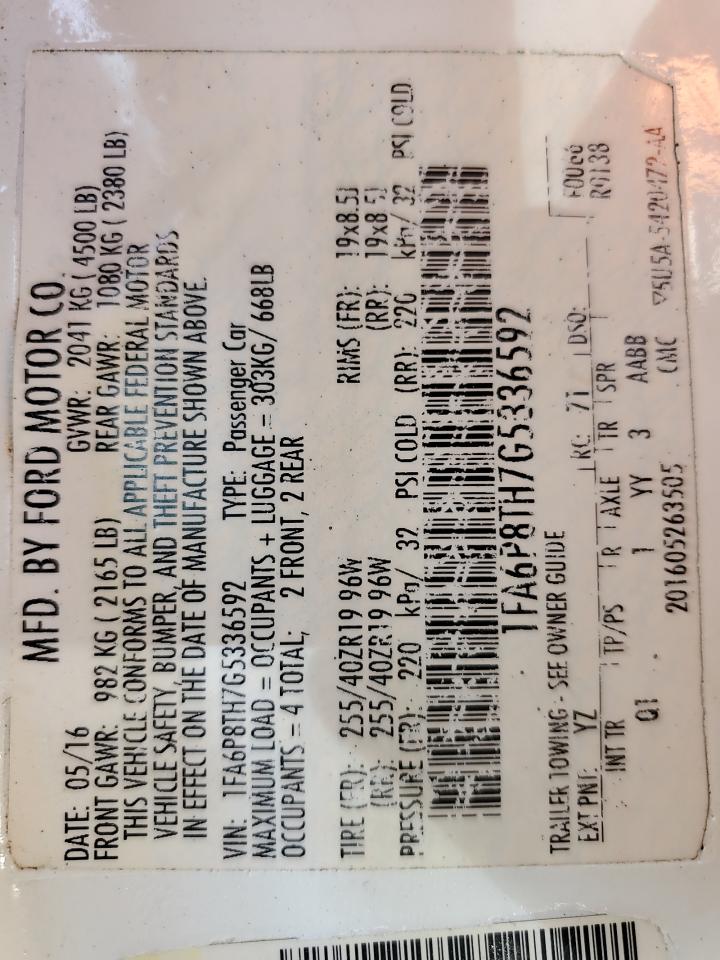 MFD. BY FORD MOTOR CO.
DATE: 05/16 GVWR: 2041 KG ( 4500 LB)
FRONT GAWR: 982 KG ( 2165 LB) REAR GAWR: 1080 KG ( 2380 LB)
THIS VEHICLE CONFORMS TO ALL APPLICABLE FEDERAL MOTOR
VEHICLE SAFETY, BUMPER, AND THEFT PREVENTION STANDARDS
IN EFFECT ON THE DATE OF MANUFACTURE SHOWN ABOVE.
VIN: 1FA6P8TH7G5336592 TYPE: Passenger Car
MAXIMUM LOAD = OCCUPANTS + LUGGAGE = 303KG/ 668LB
OCCUPANTS = 4 TOTAL; 2 FRONT, 2 REAR
TIRE (FR): 255/40ZR19 96W RIMS (FR): 19x8.5J
(RR): 255/40ZR19 96W (RR): 19x8.5J
PRESSURE (FR): 220 kPa/ 32 PSI COLD (RR): 220 kPa/ 32 PSI COLD
1FA6P8TH7G5336592
TRAILER TOWING - SEE OWNER GUIDE
EXT PNT: YZ RC: 71 DSO: F0066
INT TR TP/PS R AXLE TR SPR R0138
Q1 1 YY 3 AABB
201605263505 CMC 5U5A-5420472-AA